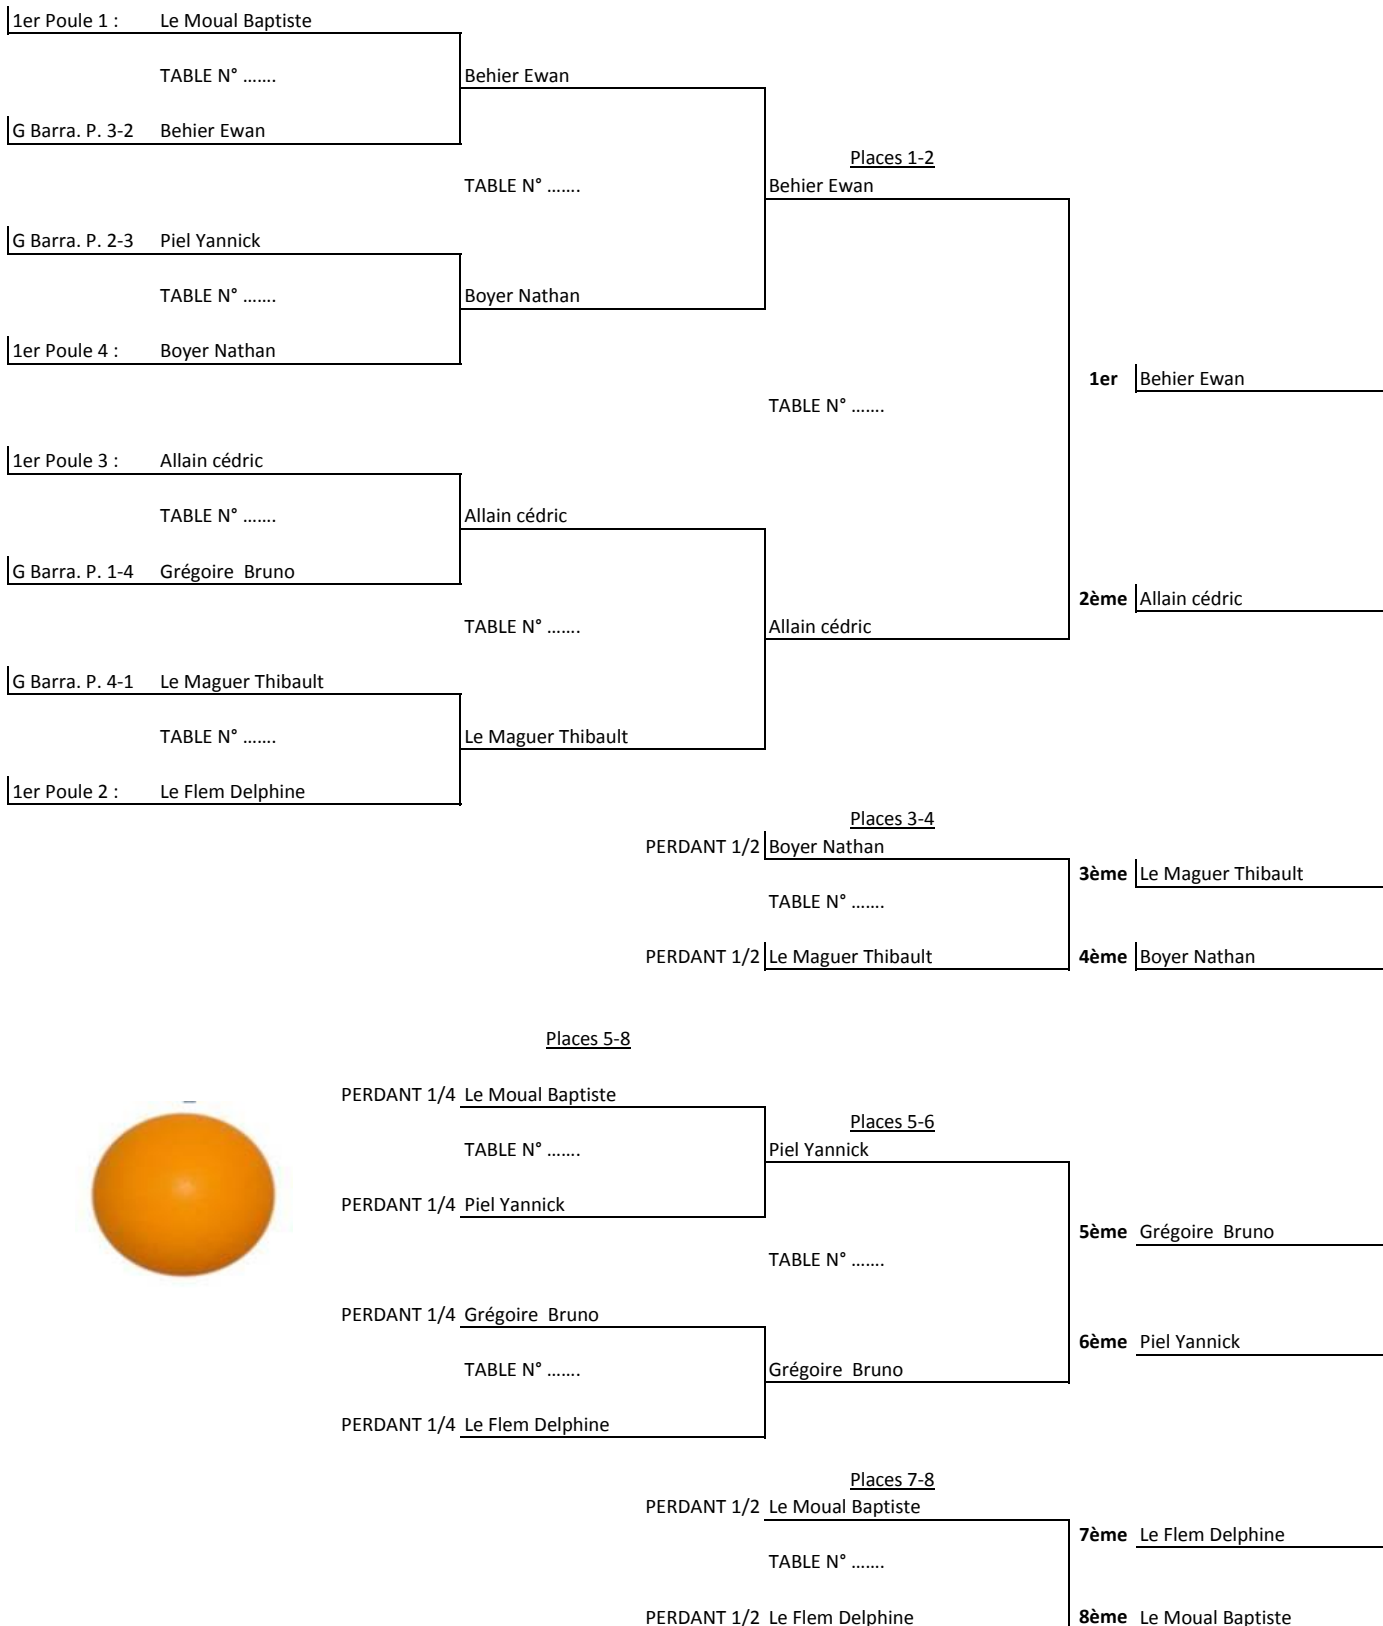 1er Poule 1 : Le Moual Baptiste
TABLE N° ....... Behier Ewan
G Barra. P. 3-2 Behier Ewan
Places 1-2
TABLE N° ....... Behier Ewan
G Barra. P. 2-3 Piel Yannick
TABLE N° ....... Boyer Nathan
1er Poule 4 : Boyer Nathan
1er Behier Ewan
TABLE N° .......
1er Poule 3 : Allain cédric
TABLE N° ....... Allain cédric
G Barra. P. 1-4 Grégoire  Bruno
2ème Allain cédric
TABLE N° ....... Allain cédric
G Barra. P. 4-1 Le Maguer Thibault
TABLE N° ....... Le Maguer Thibault
1er Poule 2 : Le Flem Delphine
Places 3-4
PERDANT 1/2 Boyer Nathan
3ème Le Maguer Thibault
TABLE N° .......
PERDANT 1/2 Le Maguer Thibault 4ème Boyer Nathan
Places 5-8
PERDANT 1/4 Le Moual Baptiste
Places 5-6
TABLE N° ....... Piel Yannick
PERDANT 1/4 Piel Yannick
5ème Grégoire  Bruno
TABLE N° .......
PERDANT 1/4 Grégoire  Bruno
6ème Piel Yannick
TABLE N° ....... Grégoire  Bruno
PERDANT 1/4 Le Flem Delphine
Places 7-8
PERDANT 1/2 Le Moual Baptiste
7ème Le Flem Delphine
TABLE N° .......
PERDANT 1/2 Le Flem Delphine 8ème Le Moual Baptiste